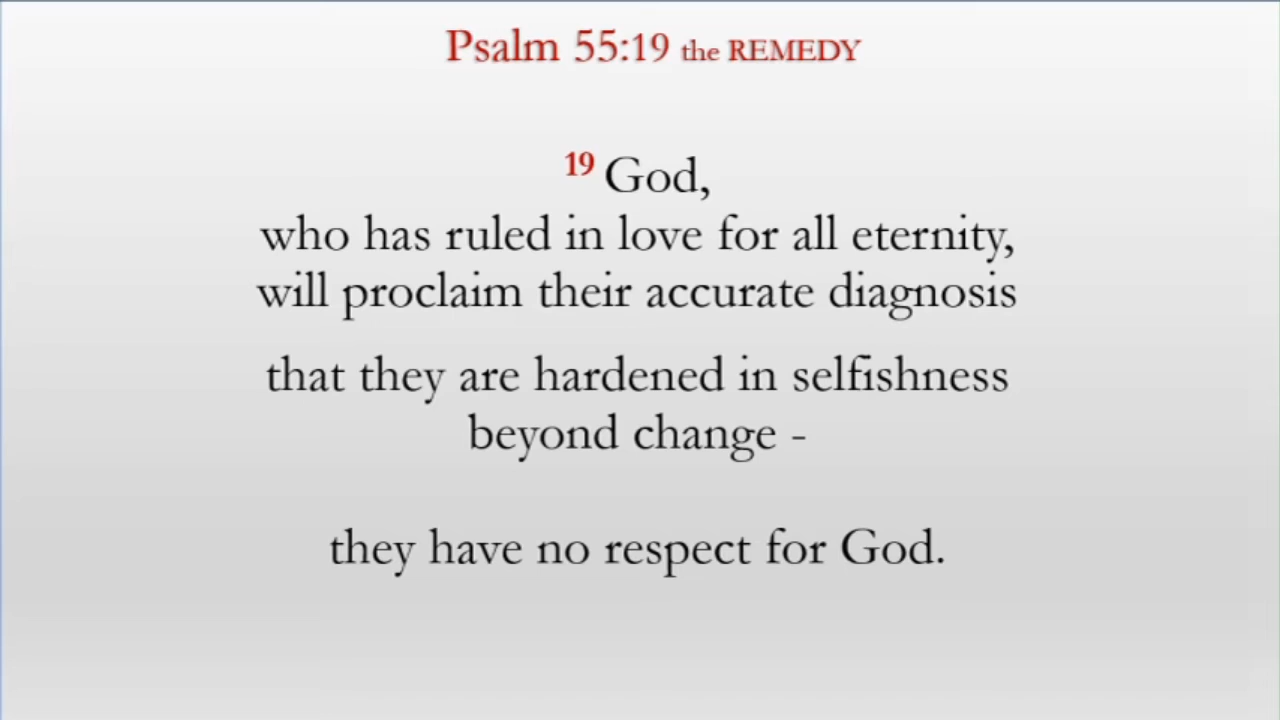 Psalm 55:19 the REMEDY
19 God,
who has ruled in love for all eternity,
will proclaim their accurate diagnosis
that they are hardened in selfishness
beyond change -
they have no respect for God.